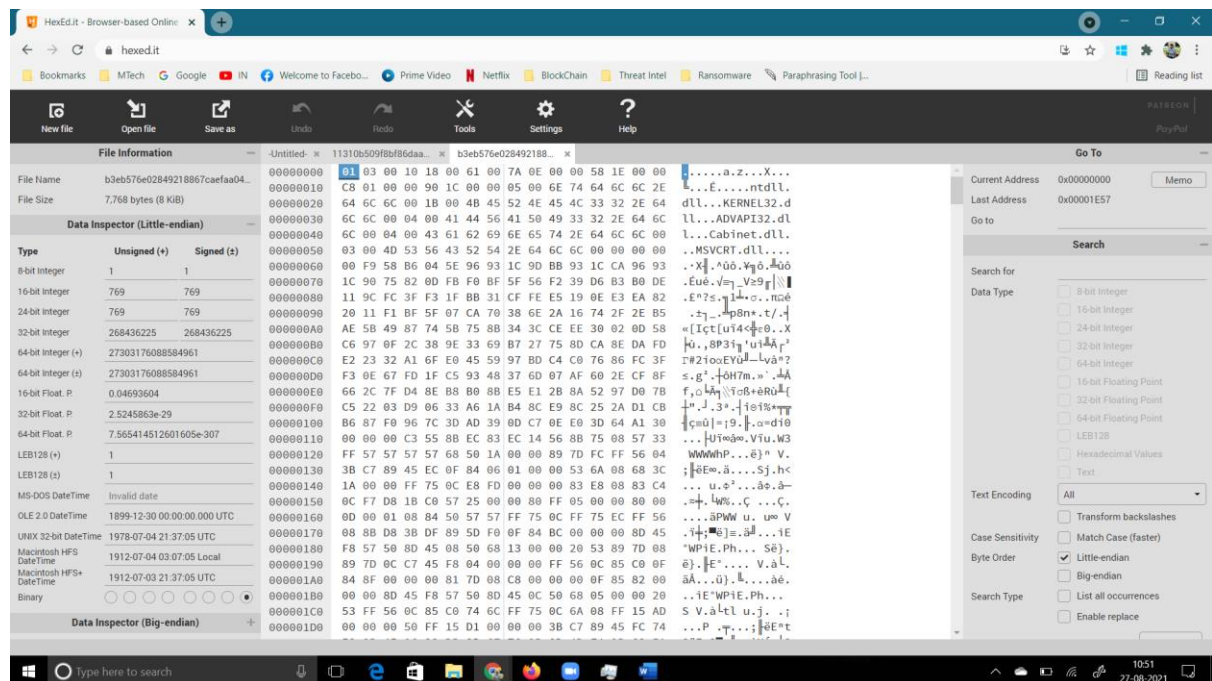 HexEd.it - Browser-based Online
hexed.it
Bookmarks MTech Google IN Welcome to Facebo... Prime Video Netflix BlockChain Threat Intel Ransomware Paraphrasing Tool |... Reading list
New file Open file Save as Undo Redo Tools Settings Help PATREON
PayPal
File Information
File Name b3eb576e02849218867caefaa04...
File Size 7,768 bytes (8 KiB)
Data Inspector (Little-endian)
Type Unsigned (+) Signed (±)
8-bit Integer 1 1
16-bit Integer 769 769
24-bit Integer 769 769
32-bit Integer 268436225 268436225
64-bit Integer (+) 27303176088584961
64-bit Integer (±) 27303176088584961
16-bit Float. P. 0.04693604
32-bit Float. P. 2.5245863e-29
64-bit Float. P. 7.565414512601605e-307
LEB128 (+) 1
LEB128 (±) 1
MS-DOS DateTime Invalid date
OLE 2.0 DateTime 1899-12-30 00:00:00.000 UTC
UNIX 32-bit DateTime 1978-07-04 21:37:05 UTC
Macintosh HFS DateTime 1912-07-04 03:07:05 Local
Macintosh HFS+ DateTime 1912-07-03 21:37:05 UTC
Binary
Data Inspector (Big-endian)
-Untitled- 11310b509f8bf86daa... b3eb576e028492188...
00000000 01 03 00 10 18 00 61 00 7A 0E 00 00 58 1E 00 00 ......a.z...X...
00000010 C8 01 00 00 90 1C 00 00 05 00 6E 74 64 6C 6C 2E
00000020 64 6C 6C 00 1B 00 4B 45 52 4E 45 4C 33 32 2E 64 dll...KERNEL32.d
00000030 6C 6C 00 04 00 41 44 56 41 50 49 33 32 2E 64 6C ll...ADVAPI32.dl
00000040 6C 00 04 00 43 61 62 69 6E 65 74 2E 64 6C 6C 00 l...Cabinet.dll.
00000050 03 00 4D 53 56 43 52 54 2E 64 6C 6C 00 00 00 00 ..MSVCRT.dll....
00000060 00 F9 58 B6 04 5E 96 93 1C 9D BB 93 1C CA 96 93
00000070 1C 90 75 82 0D FB F0 BF 5F 56 F2 39 D6 B3 B0 DE
00000080 11 9C FC 3F F3 1F BB 31 CF FE E5 19 0E E3 EA 82
00000090 20 11 F1 BF 5F 07 CA 70 38 6E 2A 16 74 2F 2E B5
000000A0 AE 5B 49 87 74 5B 75 8B 34 3C CE EE 30 02 0D 58
000000B0 C6 97 0F 2C 38 9E 33 69 B7 27 75 8D CA 8E DA FD
000000C0 E2 23 32 A1 6F E0 45 59 97 BD C4 C0 76 86 FC 3F
000000D0 F3 0E 67 FD 1F C5 93 48 37 6D 07 AF 60 2E CF 8F
000000E0 66 2C 7F D4 8E B8 B0 8B E5 E1 2B 8A 52 97 D0 7B
000000F0 C5 22 03 D9 06 33 A6 1A B4 8C E9 8C 25 2A D1 CB
00000100 B6 87 F0 96 7C 3D AD 39 0D C7 0E E0 3D 64 A1 30
00000110 00 00 00 C3 55 8B EC 83 EC 14 56 8B 75 08 57 33
00000120 FF 57 57 57 57 68 50 1A 00 00 89 7D FC FF 56 04
00000130 3B C7 89 45 EC 0F 84 06 01 00 00 53 6A 08 68 3C
00000140 1A 00 00 FF 75 0C E8 FD 00 00 00 83 E8 08 83 C4
00000150 0C F7 D8 1B C0 57 25 00 00 80 FF 05 00 00 80 00
00000160 0D 00 01 08 84 50 57 57 FF 75 0C FF 75 EC FF 56
00000170 08 8B D8 3B DF 89 5D F0 0F 84 BC 00 00 00 8D 45
00000180 F8 57 50 8D 45 08 50 68 13 00 00 20 53 89 7D 08
00000190 89 7D 0C C7 45 F8 04 00 00 00 FF 56 0C 85 C0 0F
000001A0 84 8F 00 00 00 81 7D 08 C8 00 00 00 0F 85 82 00
000001B0 00 00 8D 45 F8 57 50 8D 45 0C 50 68 05 00 00 20
000001C0 53 FF 56 0C 85 C0 74 6C FF 75 0C 6A 08 FF 15 AD
000001D0 00 00 00 50 FF 15 D1 00 00 00 3B C7 89 45 FC 74
Go To
Current Address 0x00000000 Memo
Last Address 0x00001E57
Go to
Search
Search for
Data Type 8-bit Integer
16-bit Integer
24-bit Integer
32-bit Integer
64-bit Integer
16-bit Floating Point
32-bit Floating Point
64-bit Floating Point
LEB128
Hexadecimal Values
Text
Text Encoding All
Transform backslashes
Case Sensitivity Match Case (faster)
Byte Order Little-endian
Big-endian
Search Type List all occurrences
Enable replace
Type here to search
10:51
27-08-2021